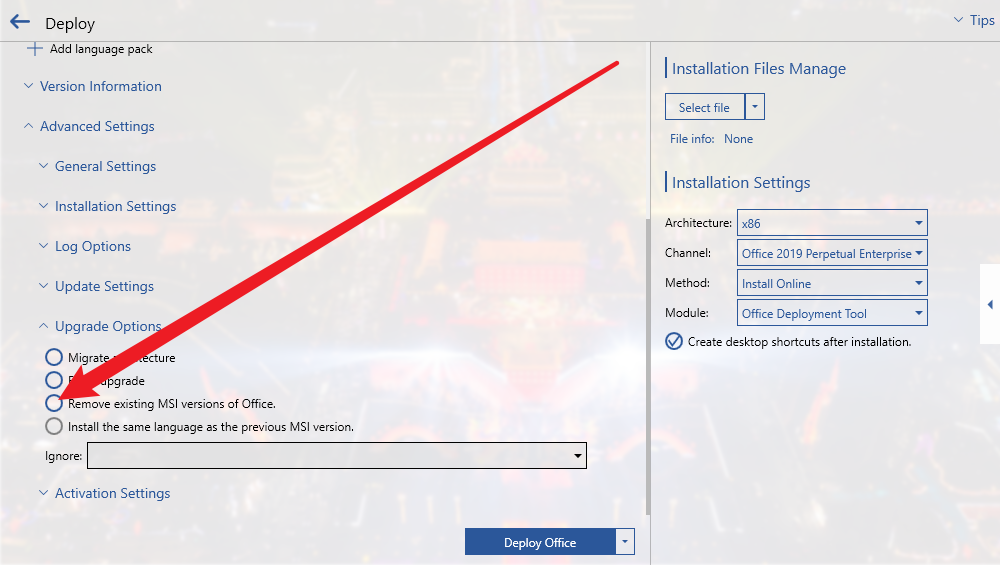 Deploy
Tips
Add language pack
Version Information
Advanced Settings
General Settings
Installation Settings
Log Options
Update Settings
Upgrade Options
Migrate architecture
upgrade
Remove existing MSI versions of Office.
Install the same language as the previous MSI version.
Ignore:
Activation Settings
Deploy Office
Installation Files Manage
Select file
File info: None
Installation Settings
Architecture: x86
Channel: Office 2019 Perpetual Enterprise
Method: Install Online
Module: Office Deployment Tool
Create desktop shortcuts after installation.